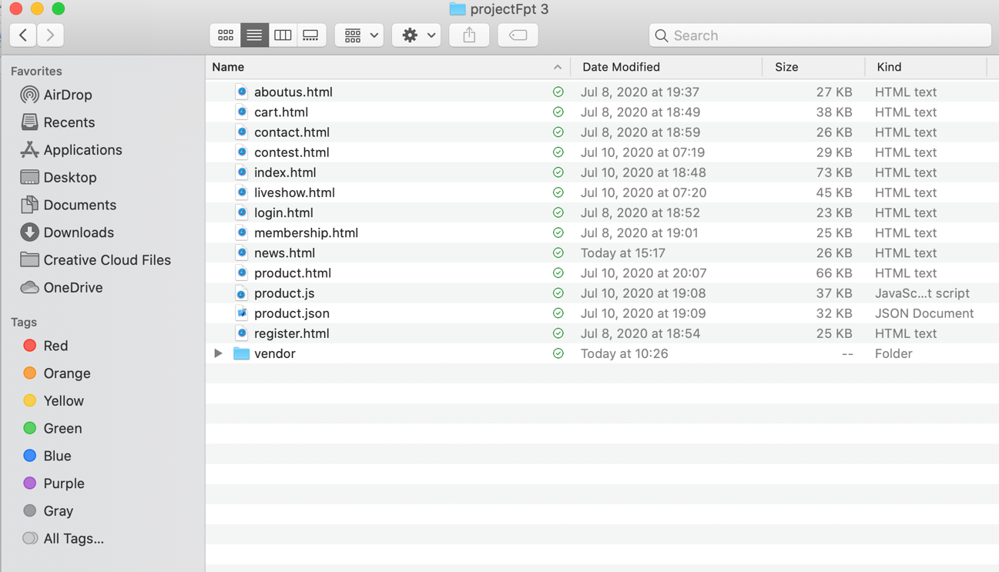 projectFpt 3
Search
Favorites
AirDrop
Recents
Applications
Desktop
Documents
Downloads
Creative Cloud Files
OneDrive
Tags
Red
Orange
Yellow
Green
Blue
Purple
Gray
All Tags...
Name Date Modified Size Kind
aboutus.html Jul 8, 2020 at 19:37 27 KB HTML text
cart.html Jul 8, 2020 at 18:49 38 KB HTML text
contact.html Jul 8, 2020 at 18:59 26 KB HTML text
contest.html Jul 10, 2020 at 07:19 29 KB HTML text
index.html Jul 10, 2020 at 18:48 73 KB HTML text
liveshow.html Jul 10, 2020 at 07:20 45 KB HTML text
login.html Jul 8, 2020 at 18:52 23 KB HTML text
membership.html Jul 8, 2020 at 19:01 25 KB HTML text
news.html Today at 15:17 26 KB HTML text
product.html Jul 10, 2020 at 20:07 66 KB HTML text
product.js Jul 10, 2020 at 19:08 37 KB JavaSc...t script
product.json Jul 10, 2020 at 19:09 32 KB JSON Document
register.html Jul 8, 2020 at 18:54 25 KB HTML text
vendor Today at 10:26 -- Folder